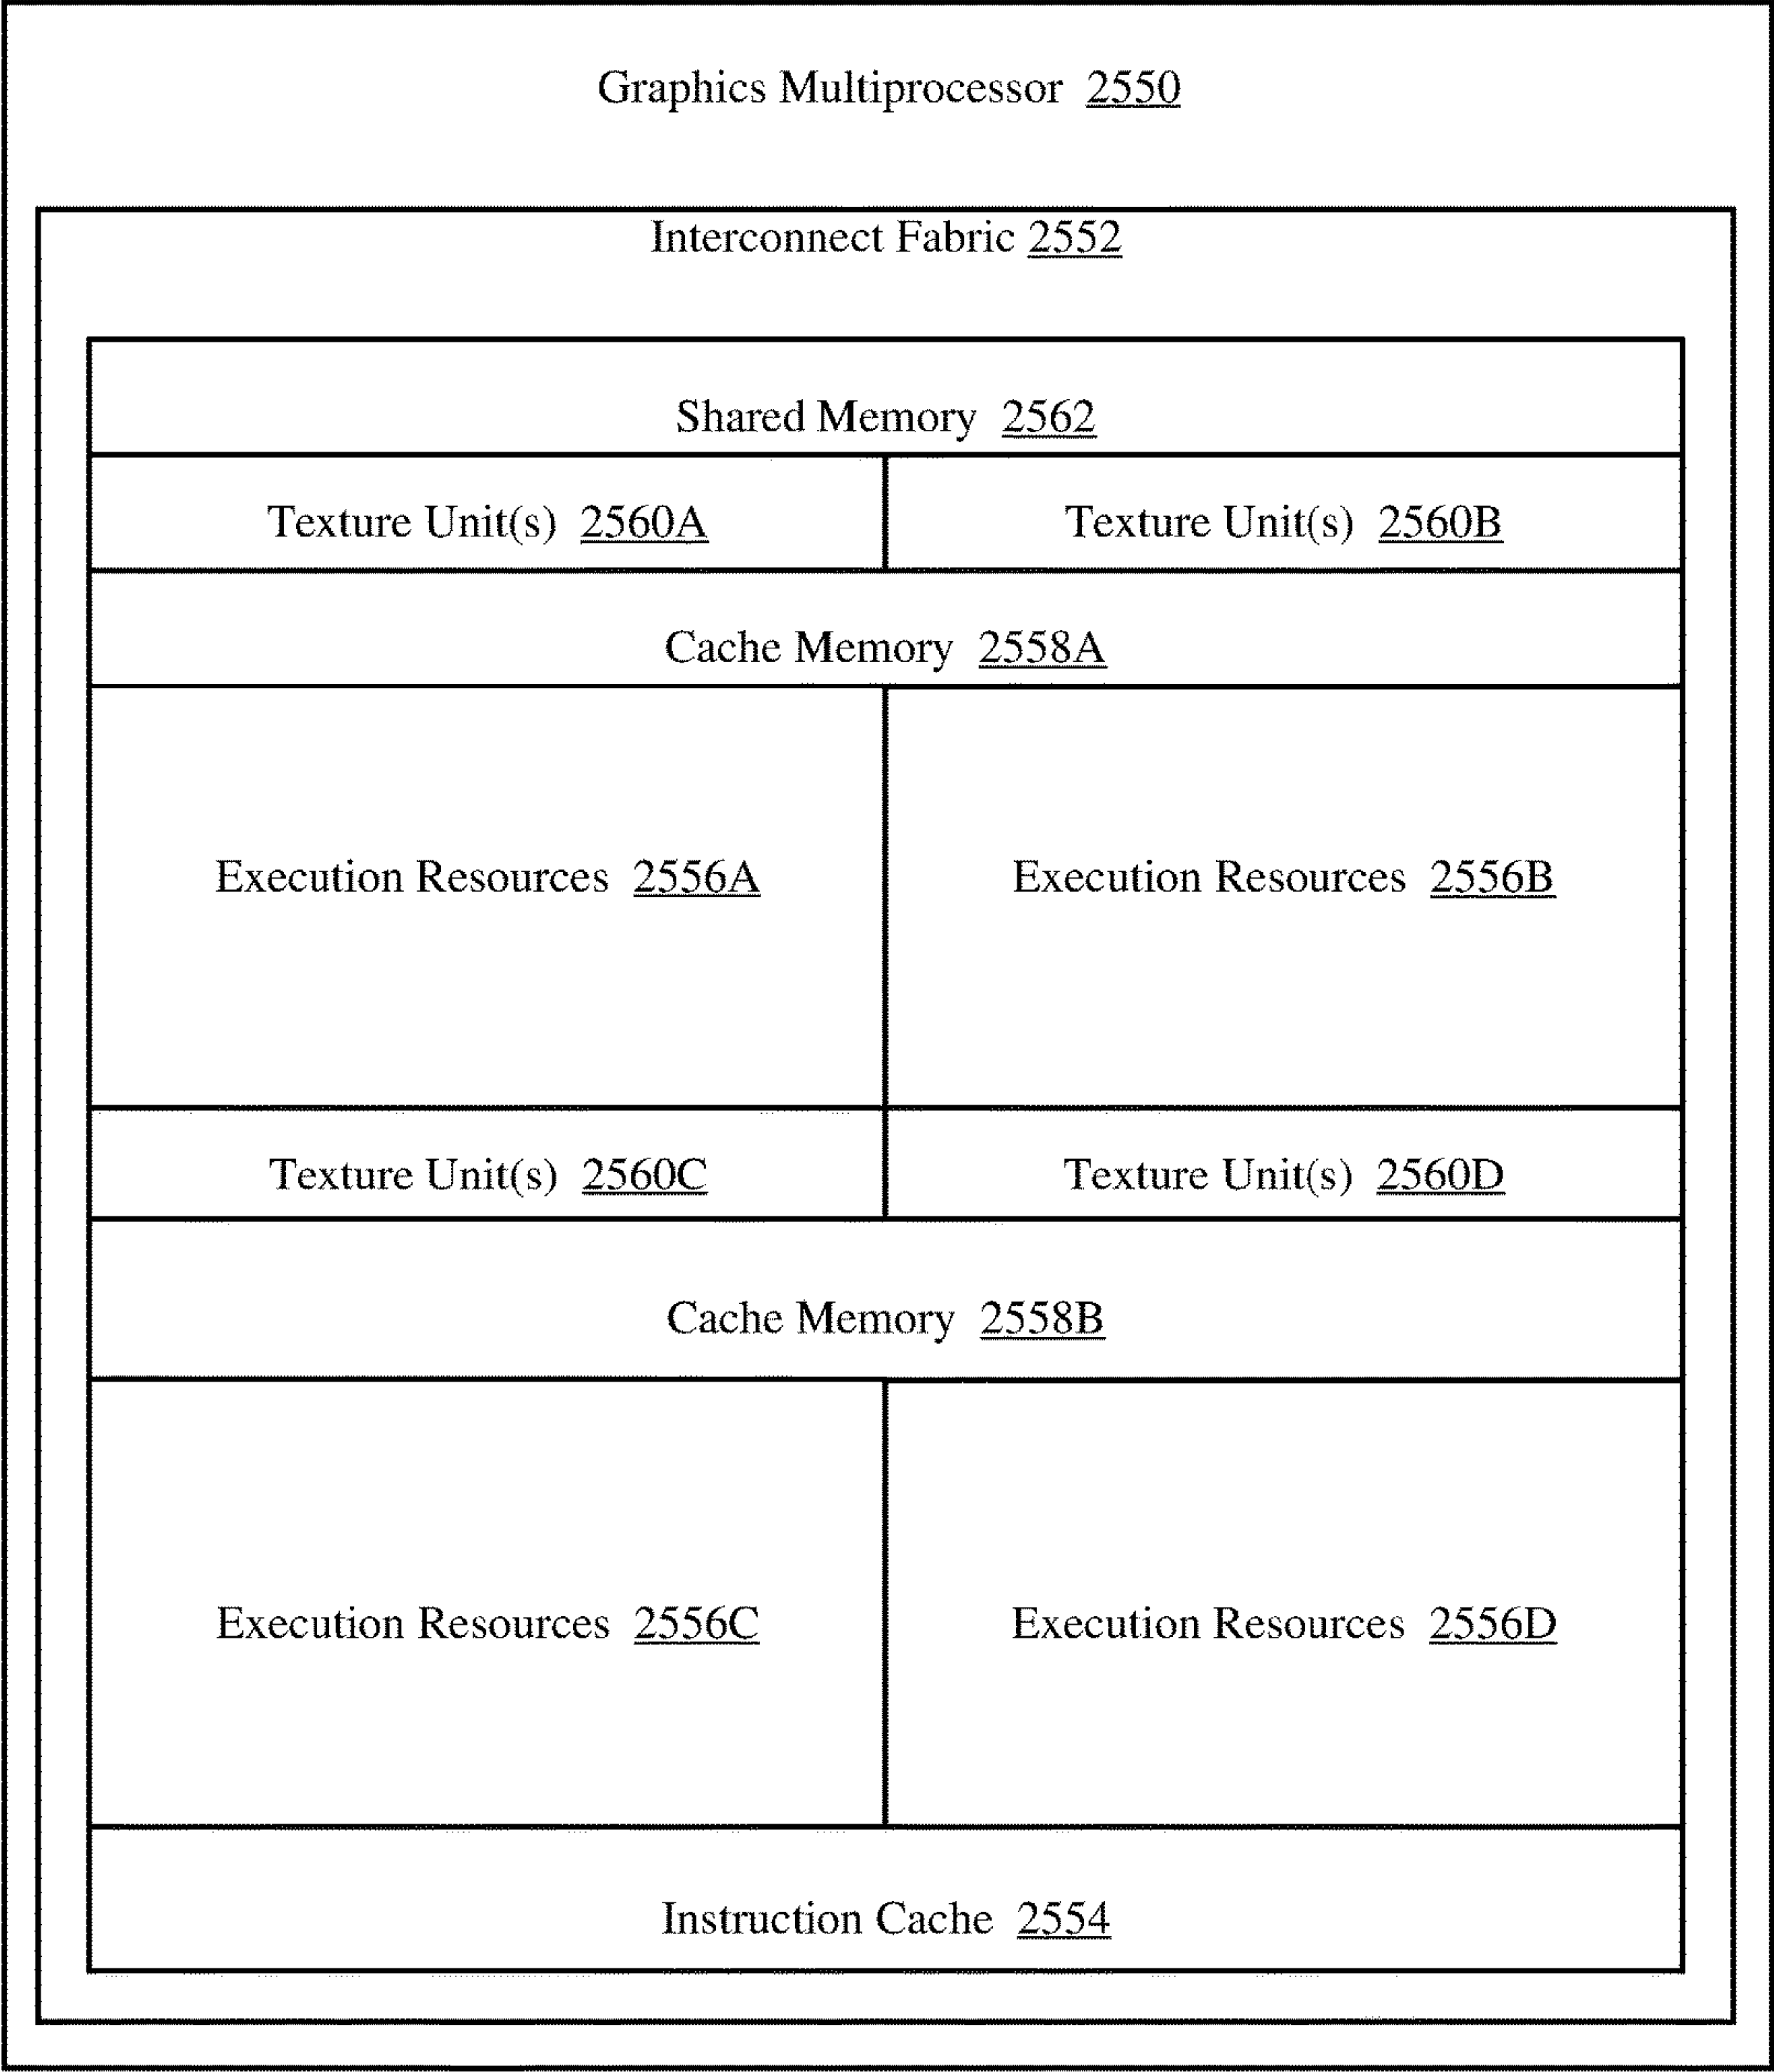 Graphics Multiprocessor 2550
Interconnect Fabric 2552
Shared Memory 2562
Texture Unit(s) 2560A
Texture Unit(s) 2560B
Cache Memory 2558A
Execution Resources 2556A
Execution Resources 2556B
Texture Unit(s) 2560C
Texture Unit(s) 2560D
Cache Memory 2558B
Execution Resources 2556C
Execution Resources 2556D
Instruction Cache 2554